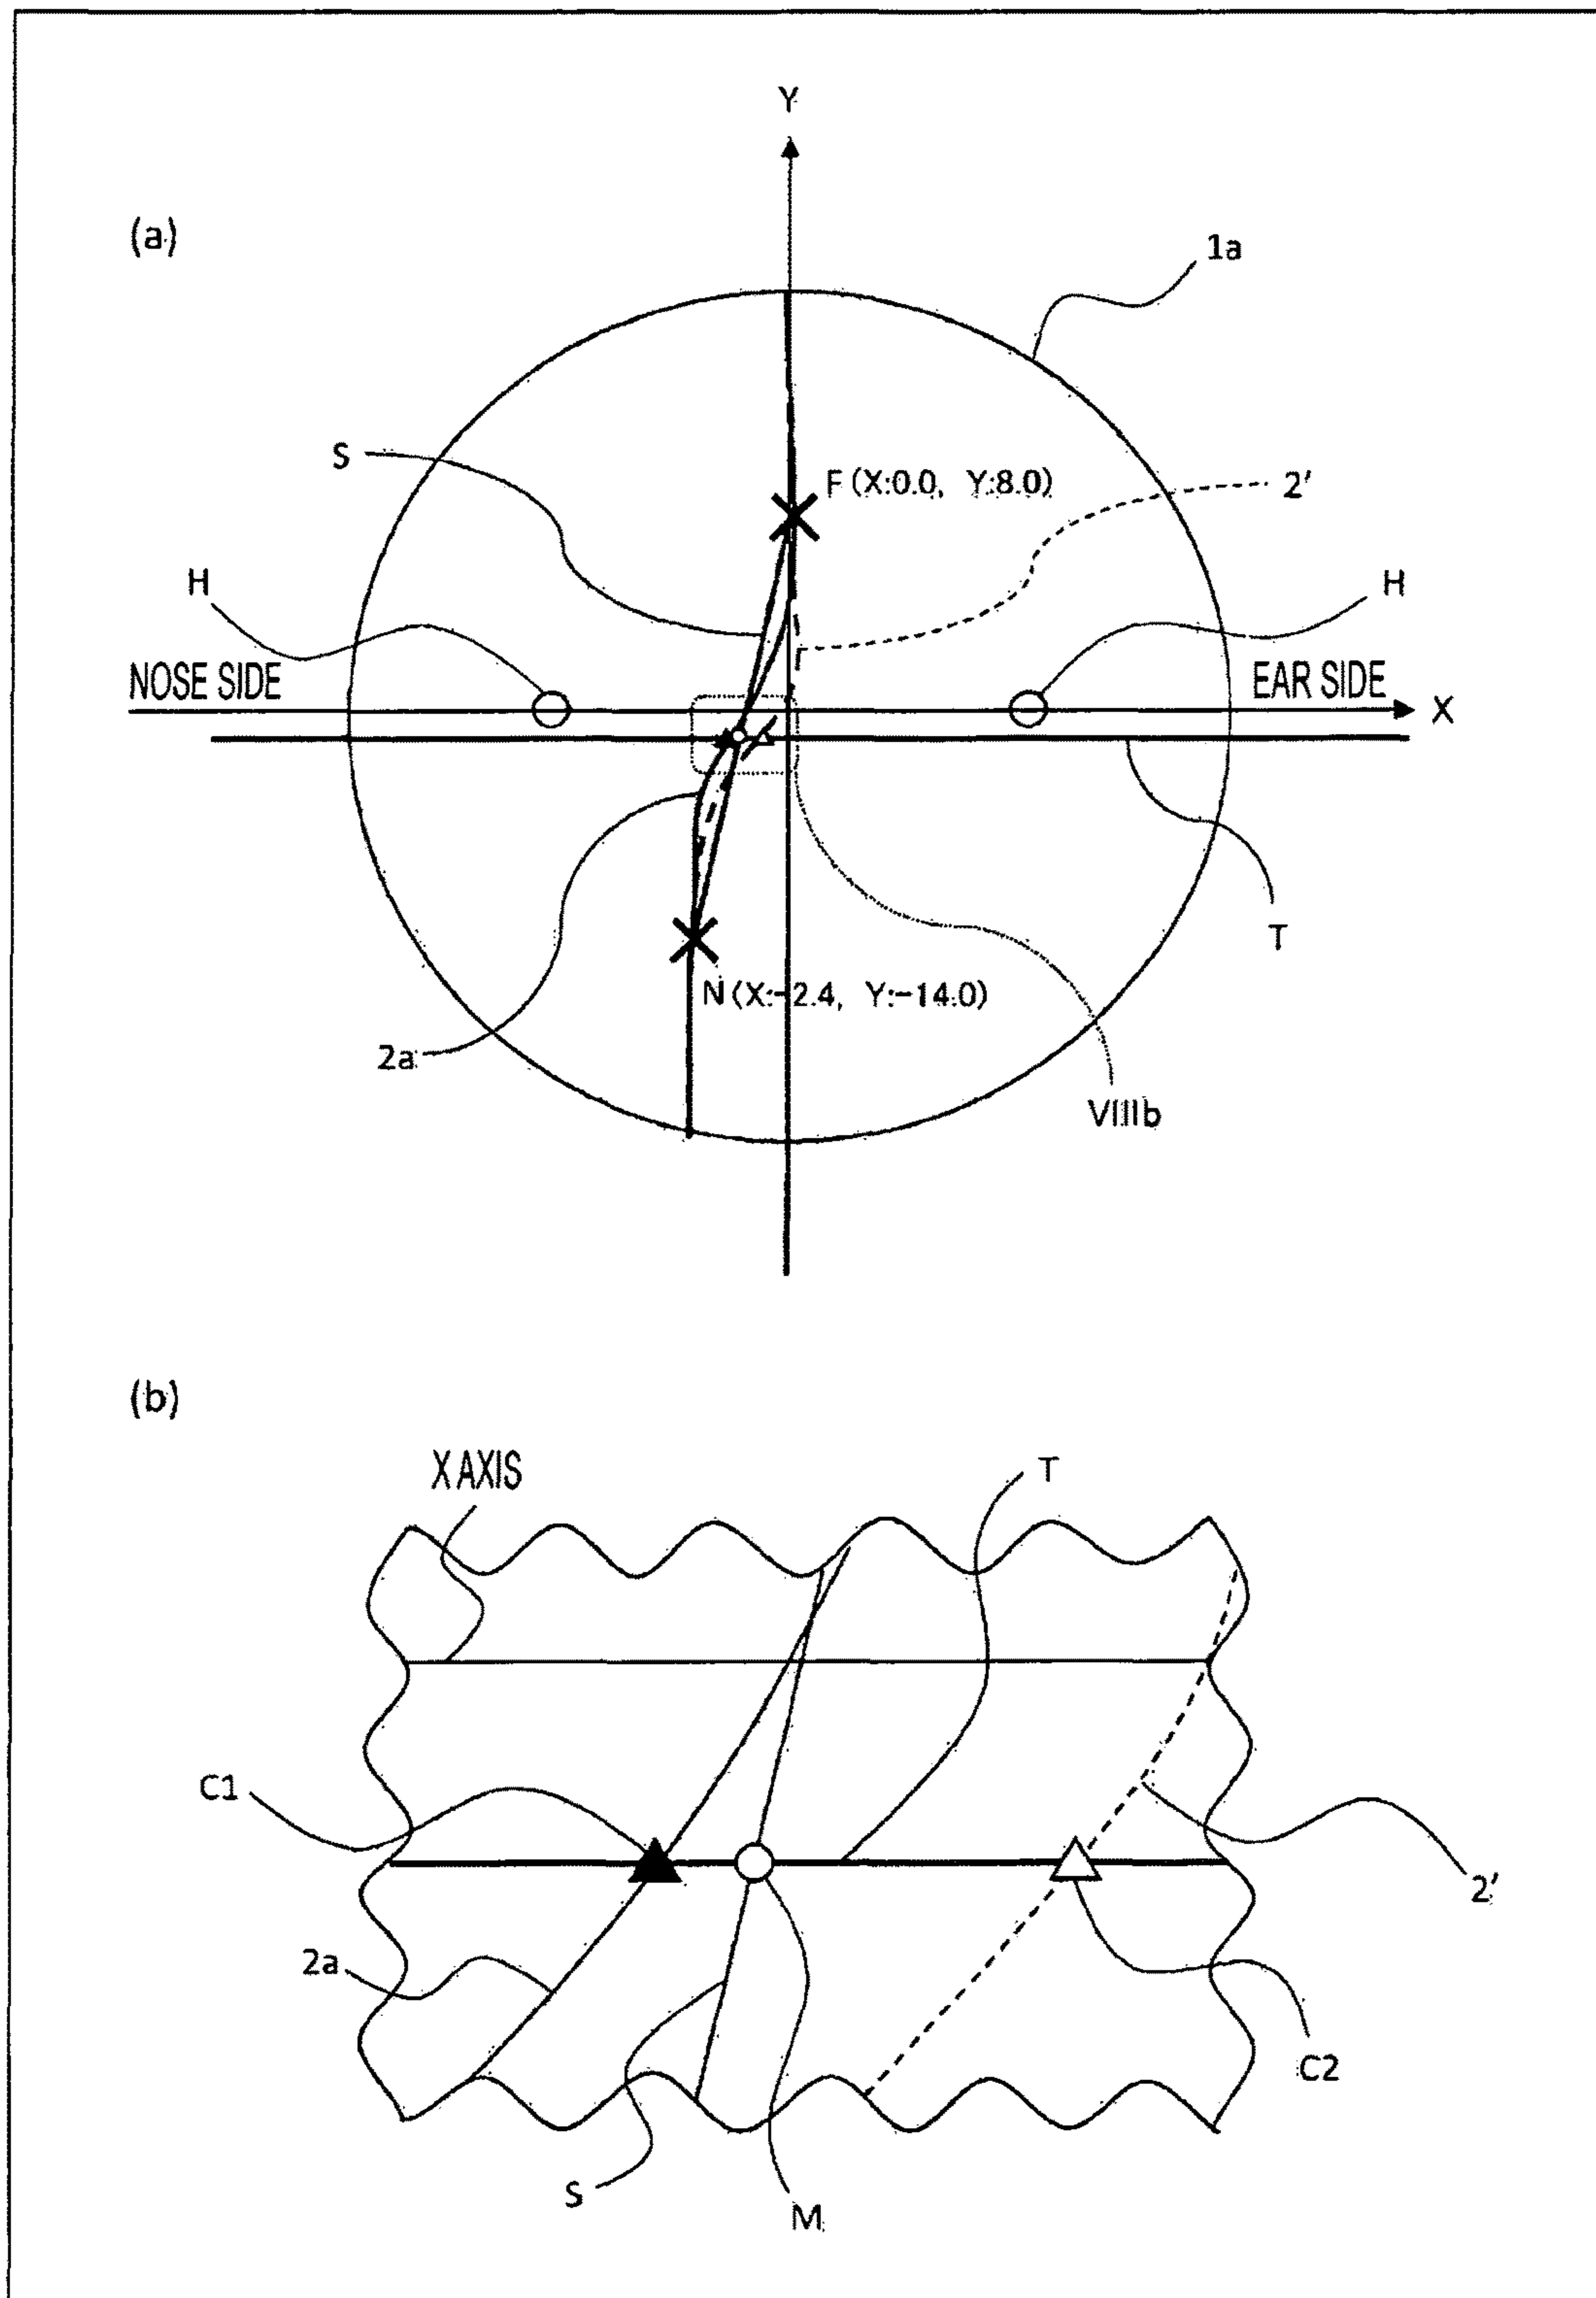 Y
(a)
1a
S
F (X:0.0, Y:8.0)
2'
H
H
NOSE SIDE
EAR SIDE
X
T
N (X:-2.4, Y:-14.0)
2a
VIIIb
(b)
X AXIS
T
C1
2'
2a
C2
S
M